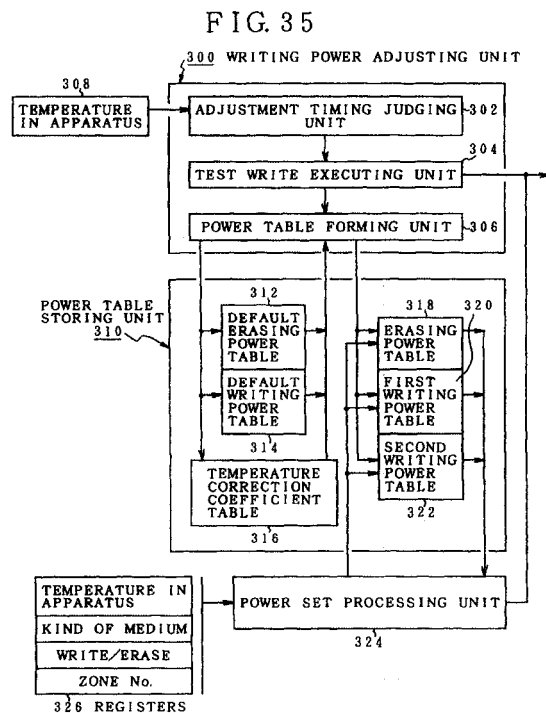 FIG. 35
300 WRITING POWER ADJUSTING UNIT
308
TEMPERATURE
IN APPARATUS
ADJUSTMENT TIMING JUDGING
UNIT
302
304
TEST WRITE EXECUTING UNIT
POWER TABLE FORMING UNIT
306
POWER TABLE
STORING UNIT
310
312
DEFAULT
ERASING
POWER
TABLE
DEFAULT
WRITING
POWER
TABLE
314
TEMPERATURE
CORRECTION
COEFFICIENT
TABLE
316
318
320
ERASING
POWER
TABLE
FIRST
WRITING
POWER
TABLE
SECOND
WRITING
POWER
TABLE
322
TEMPERATURE IN
APPARATUS
KIND OF MEDIUM
WRITE/ERASE
ZONE No.
326 REGISTERS
POWER SET PROCESSING UNIT
324